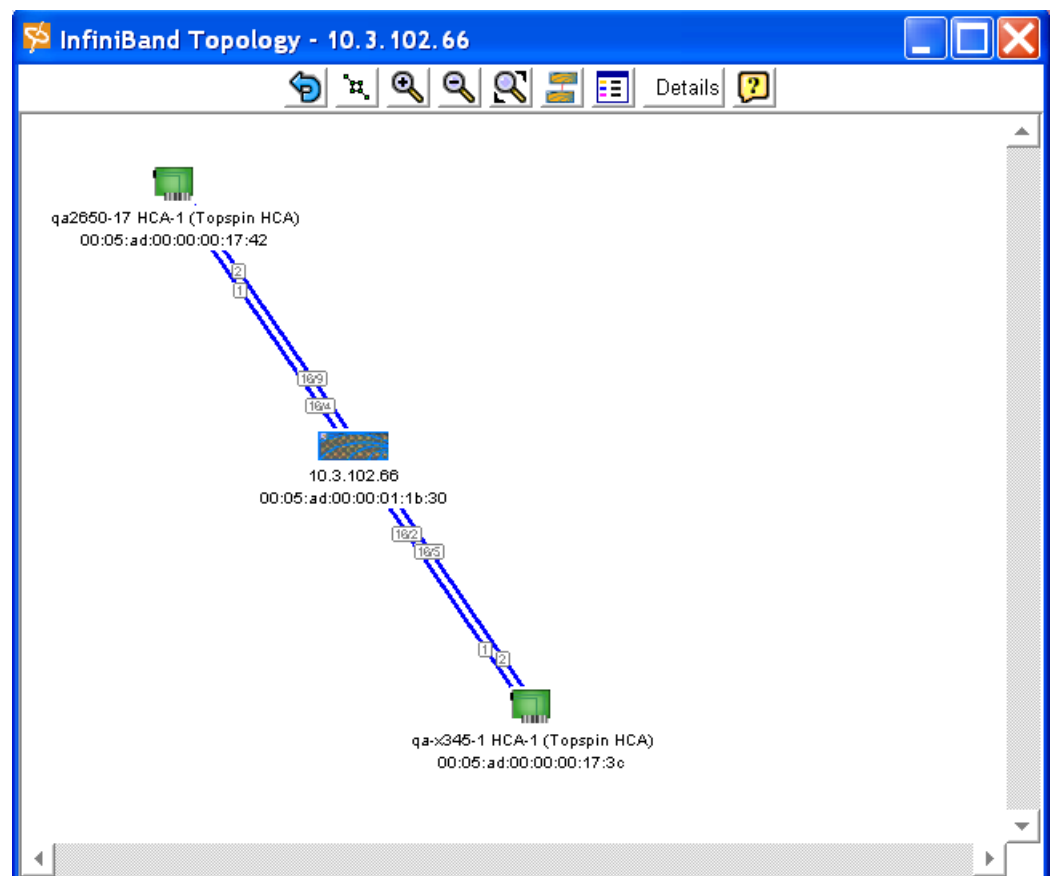 InfiniBand Topology - 10.3.102.66
Details
?
qa2650-17 HCA-1 (Topspin HCA)
00:05:ad:00:00:00:17:42
2
1
16/9
16/4
10.3.102.66
00:05:ad:00:00:01:1b:30
16/2
16/5
1
2
qa-x345-1 HCA-1 (Topspin HCA)
00:05:ad:00:00:00:17:3c